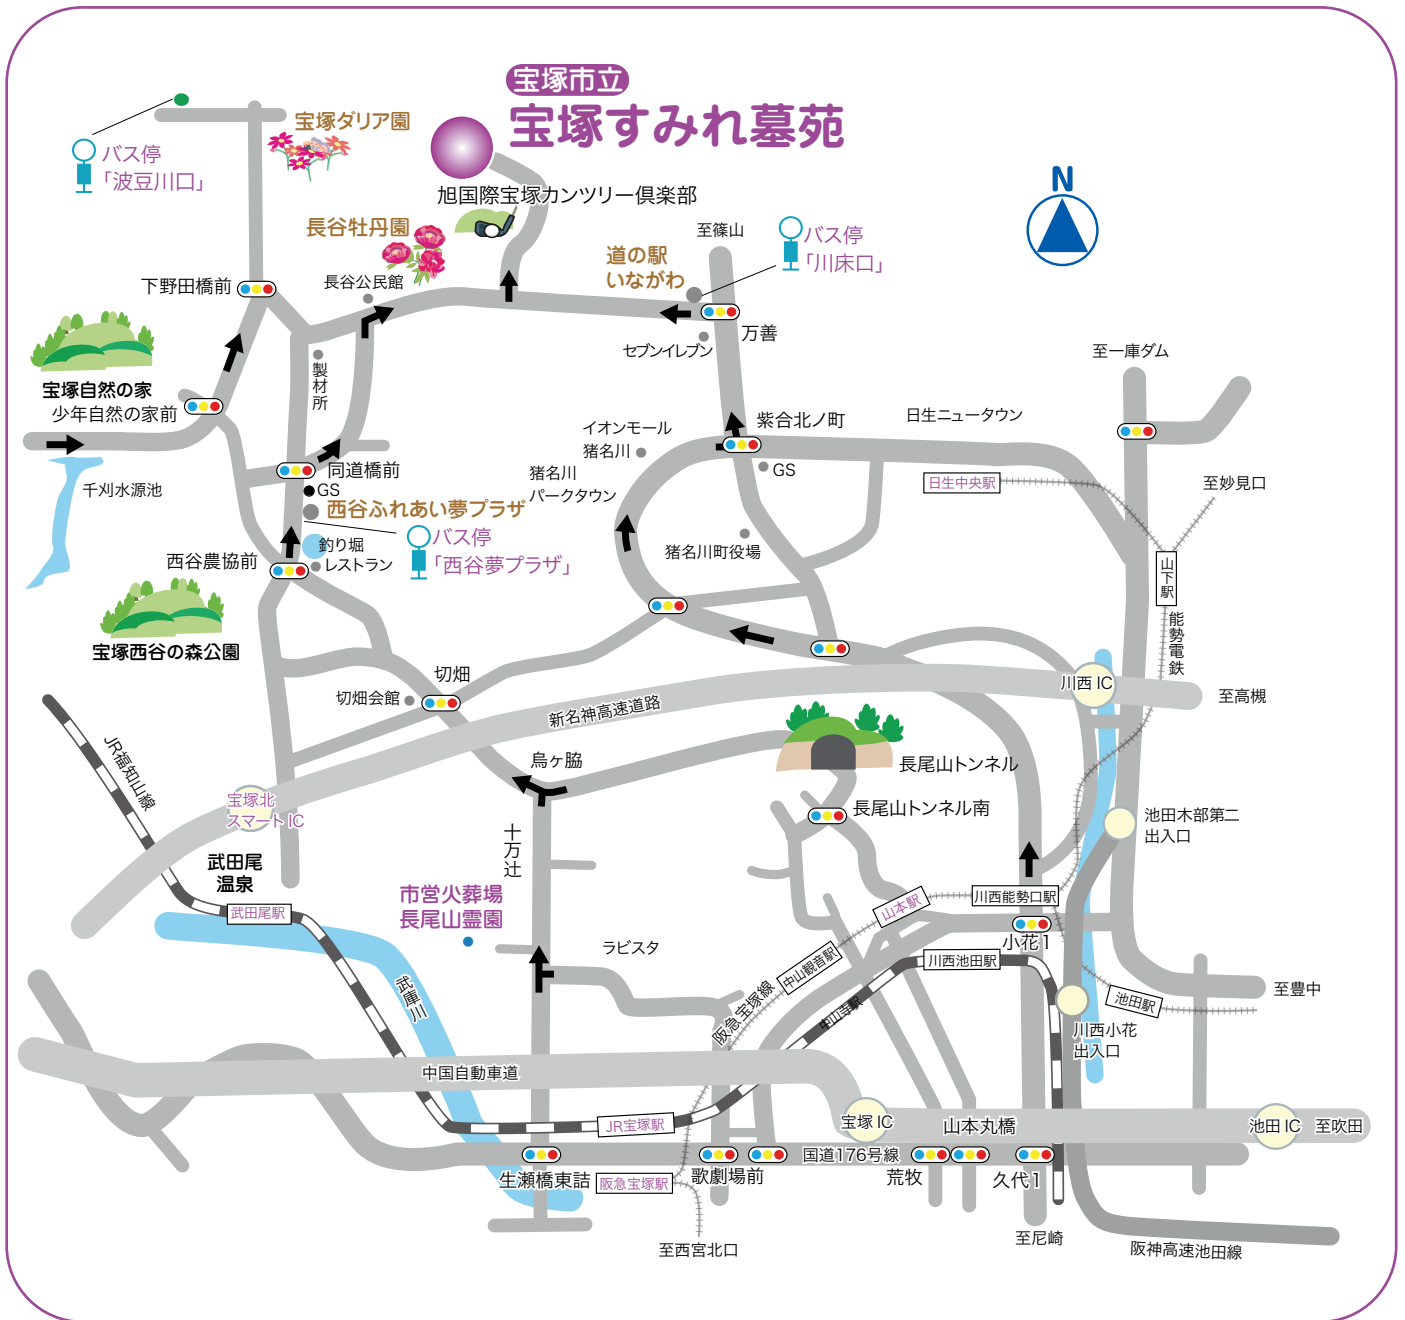 宝塚市立
宝塚すみれ墓苑
宝塚ダリア園
バス停
「波豆川口」
旭国際宝塚カンツリー倶楽部
N
長谷牡丹園
至篠山
バス停
「川床口」
道の駅
いながわ
下野田橋前
長谷公民館
万善
セブンイレブン
至一庫ダム
製材所
宝塚自然の家
少年自然の家前
イオンモール
猪名川
紫合北ノ町
日生ニュータウン
同道橋前
GS
猪名川
パークタウン
GS
日生中央駅
至妙見口
千刈水源池
西谷ふれあい夢プラザ
バス停
「西谷夢プラザ」
釣り堀
レストラン
西谷農協前
猪名川町役場
山下駅
能勢電鉄
宝塚西谷の森公園
切畑
切畑会館
川西 IC
至高槻
新名神高速道路
JR福知山線
烏ヶ脇
長尾山トンネル
宝塚北
スマート IC
長尾山トンネル南
池田木部第二
出入口
十万辻
武田尾
温泉
市営火葬場
長尾山霊園
武田尾駅
山本駅
川西能勢口駅
小花1
ラビスタ
中山観音駅
川西池田駅
武庫川
阪急宝塚線
中山寺駅
池田駅
至豊中
川西小花
出入口
中国自動車道
JR宝塚駅
宝塚 IC
山本丸橋
池田 IC
至吹田
国道176号線
生瀬橋東詰
阪急宝塚駅
歌劇場前
荒牧
久代1
至西宮北口
至尼崎
阪神高速池田線